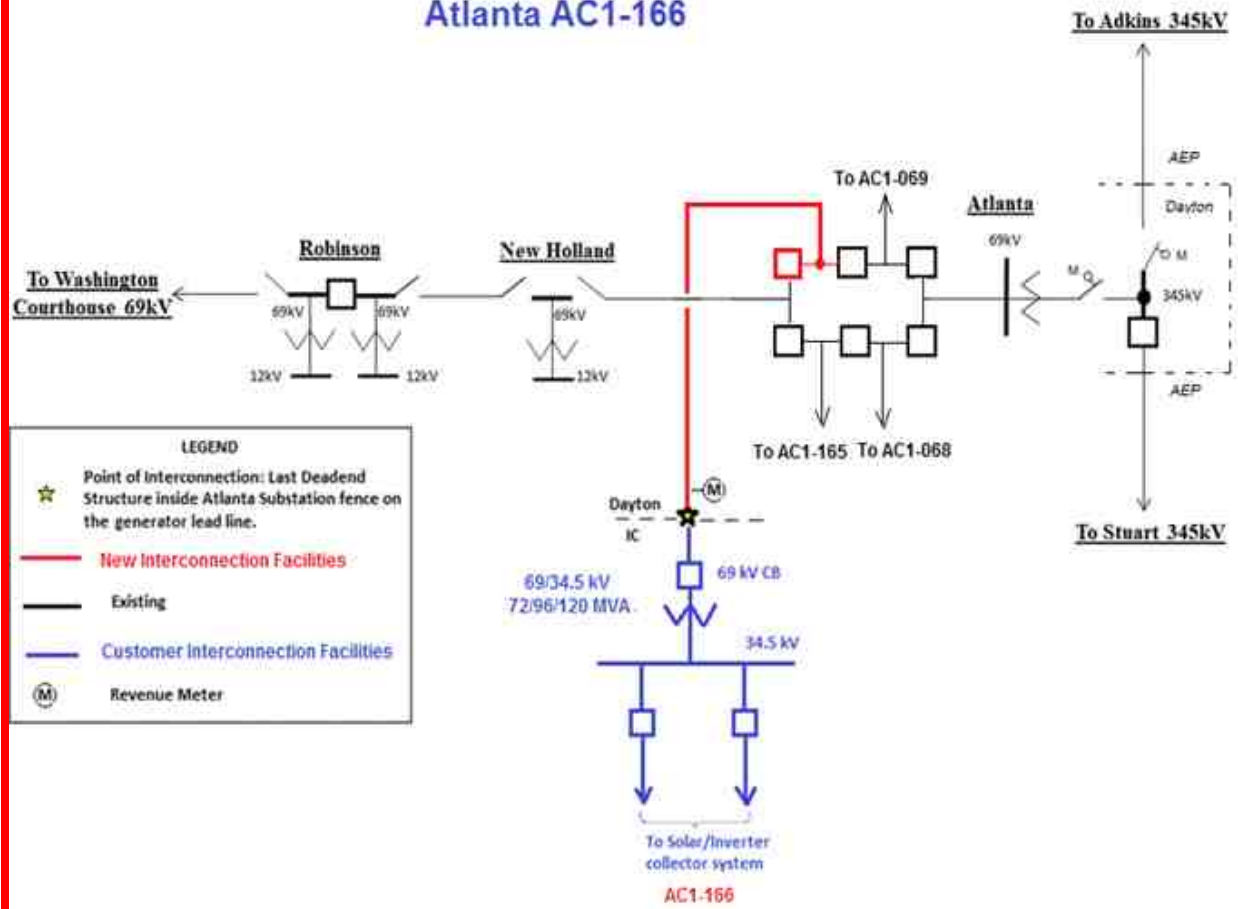 Atlanta AC1-166
To Adkins 345kV
AEP
Dayton
To AC1-069
Atlanta
69kV
Robinson
New Holland
M
M
To Washington
Courthouse 69kV
69kV
69kV
69kV
345kV
12kV
12kV
12kV
AEP
LEGEND
Point of Interconnection: Last Deadend
Structure inside Atlanta Substation fence on
the generator lead line.
New Interconnection Facilities
Existing
Customer Interconnection Facilities
M
Revenue Meter
To AC1-165
To AC1-068
M
Dayton
IC
To Stuart 345kV
69/34.5 kV
72/96/120 MVA
69 kV CB
34.5 kV
To Solar/Inverter
collector system
AC1-166